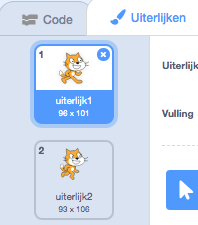 Code
Uiterlijken
1
uiterlijk1
96 x 101
2
uiterlijk2
93 x 106
Uiterlijk
Vulling